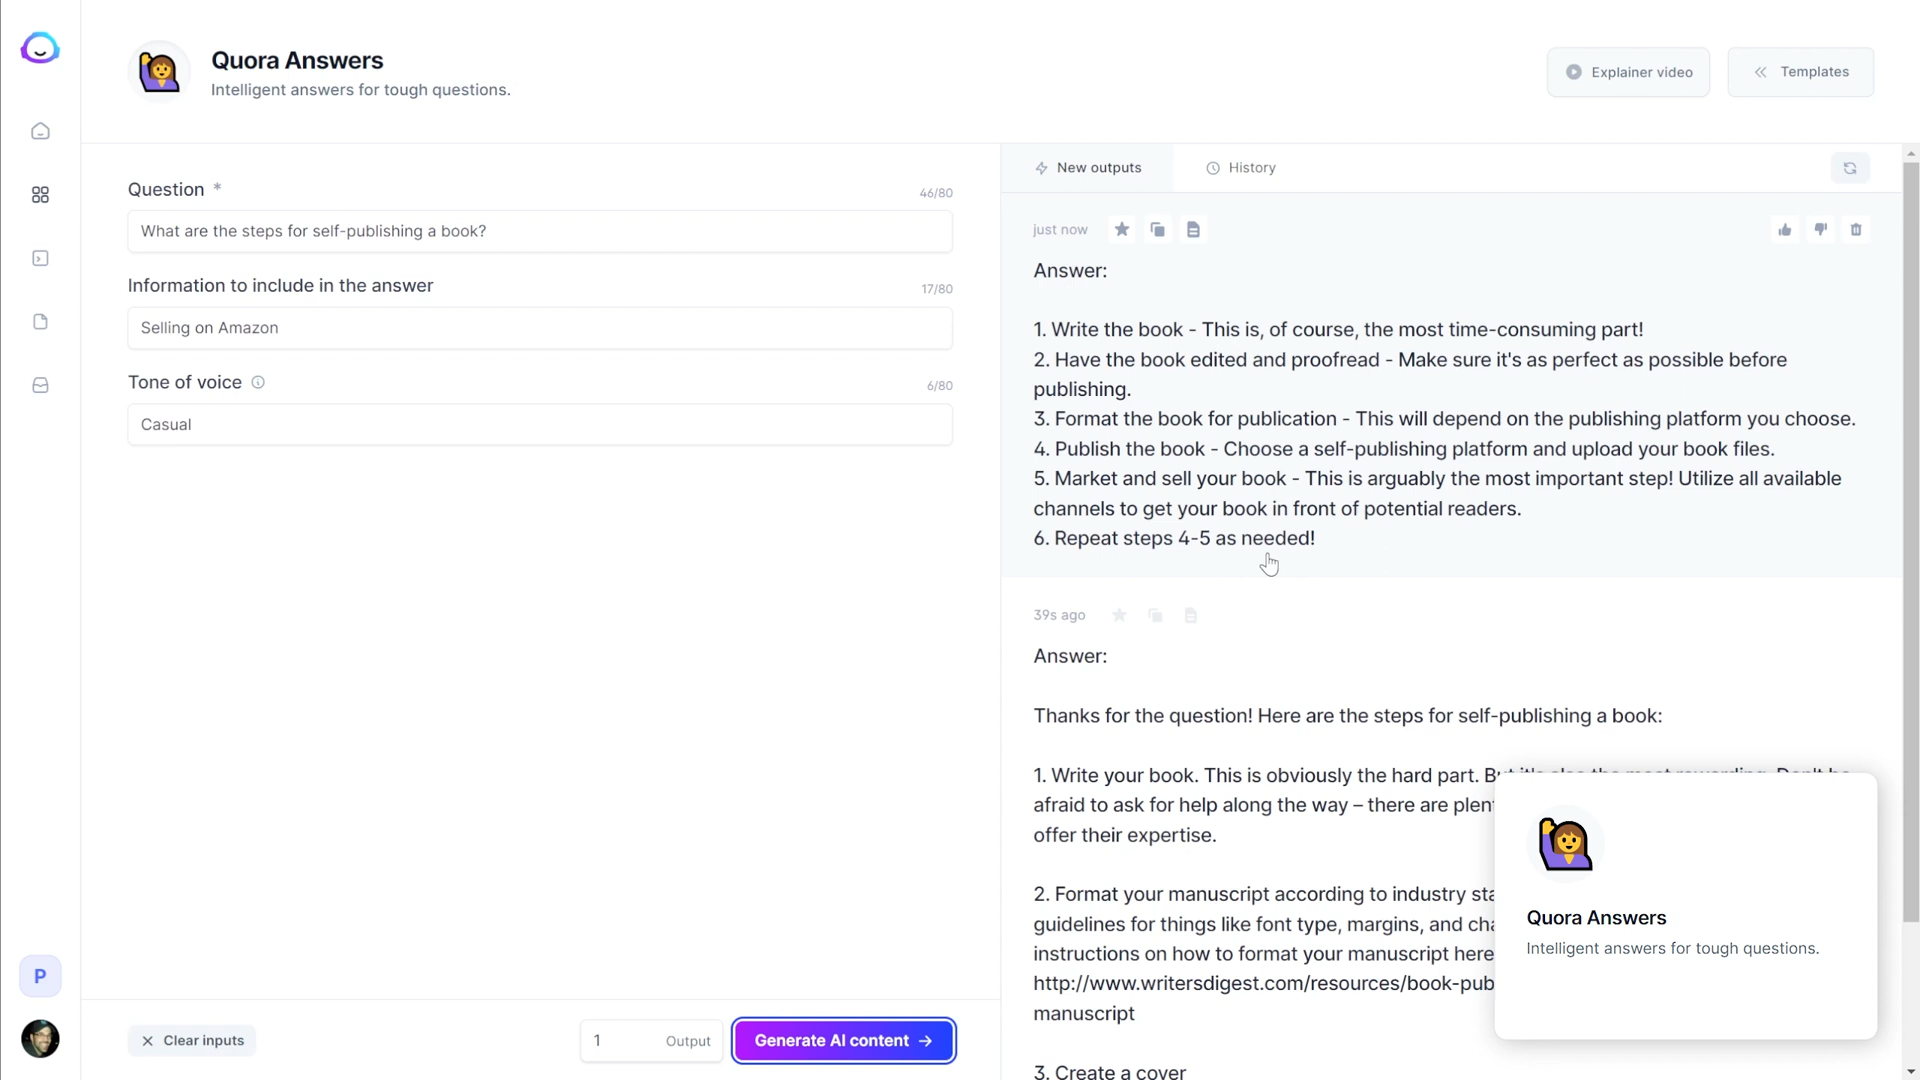 Quora Answers
Intelligent answers for tough questions.
Explainer video
Templates
Question *
46/80
What are the steps for self-publishing a book?
Information to include in the answer
17/80
Selling on Amazon
Tone of voice
6/80
Casual
Clear inputs
1 Output
Generate AI content
P
New outputs
History
just now
Answer:
1. Write the book - This is, of course, the most time-consuming part!
2. Have the book edited and proofread - Make sure it's as perfect as possible before
publishing.
3. Format the book for publication - This will depend on the publishing platform you choose.
4. Publish the book - Choose a self-publishing platform and upload your book files.
5. Market and sell your book - This is arguably the most important step! Utilize all available
channels to get your book in front of potential readers.
6. Repeat steps 4-5 as needed!
39s ago
Answer:
Thanks for the question! Here are the steps for self-publishing a book:
1. Write your book. This is obviously the hard part.
afraid to ask for help along the way – there are
offer their expertise.
2. Format your manuscript according to industry
guidelines for things like font type, margins, and
instructions on how to format your manuscript here
http://www.writersdigest.com/resources/book-pub
manuscript
3. Create a cover
Quora Answers
Intelligent answers for tough questions.